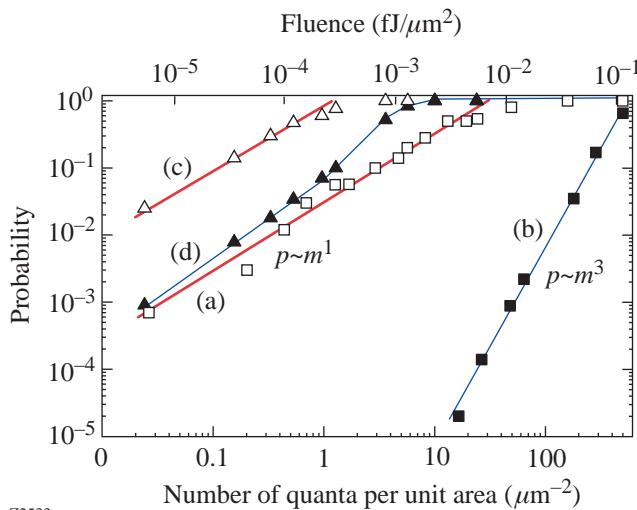 Fluence (fJ/μm²)
10⁻⁵ 10⁻⁴ 10⁻³ 10⁻² 10⁻¹
10⁰
10⁻¹
10⁻²
10⁻³
10⁻⁴
10⁻⁵
Probability
(c)
(d)
(b)
p~m¹
p~m³
(a)
0 0.1 1 10 100
Number of quanta per unit area (μm⁻²)